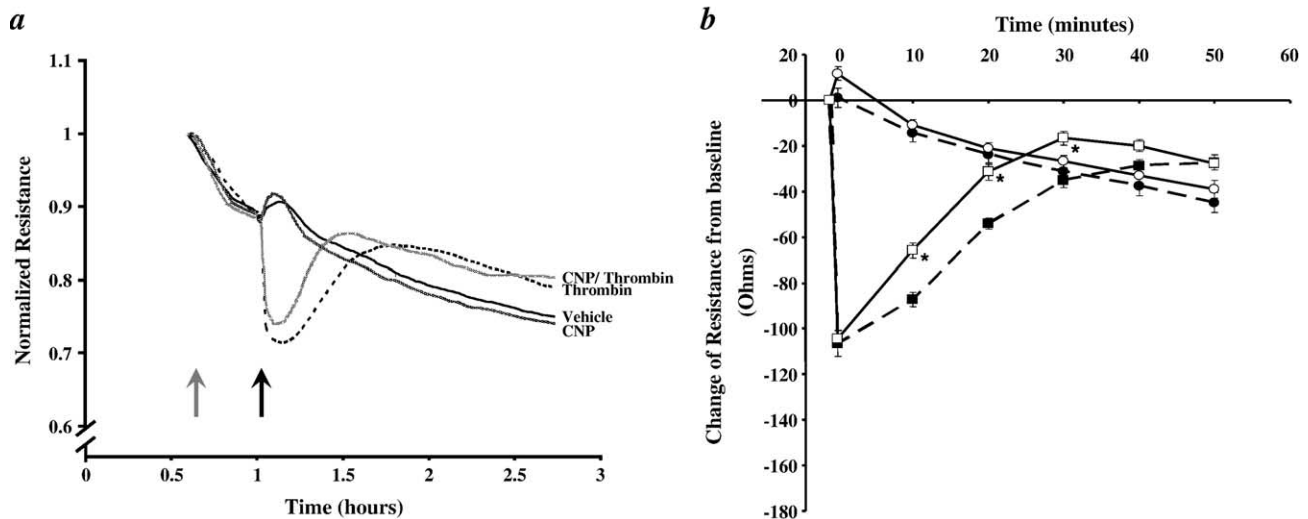 a
1.1
1
0.9
0.8
0.7
0.6
Normalized Resistance
CNP/ Thrombin
Thrombin
Vehicle
CNP
0 0.5 1 1.5 2 2.5 3
Time (hours)
b
Time (minutes)
0 10 20 30 40 50 60
20
0
-20
-40
-60
-80
-100
-120
-140
-160
-180
Change of Resistance from baseline
(Ohms)
*
*
*